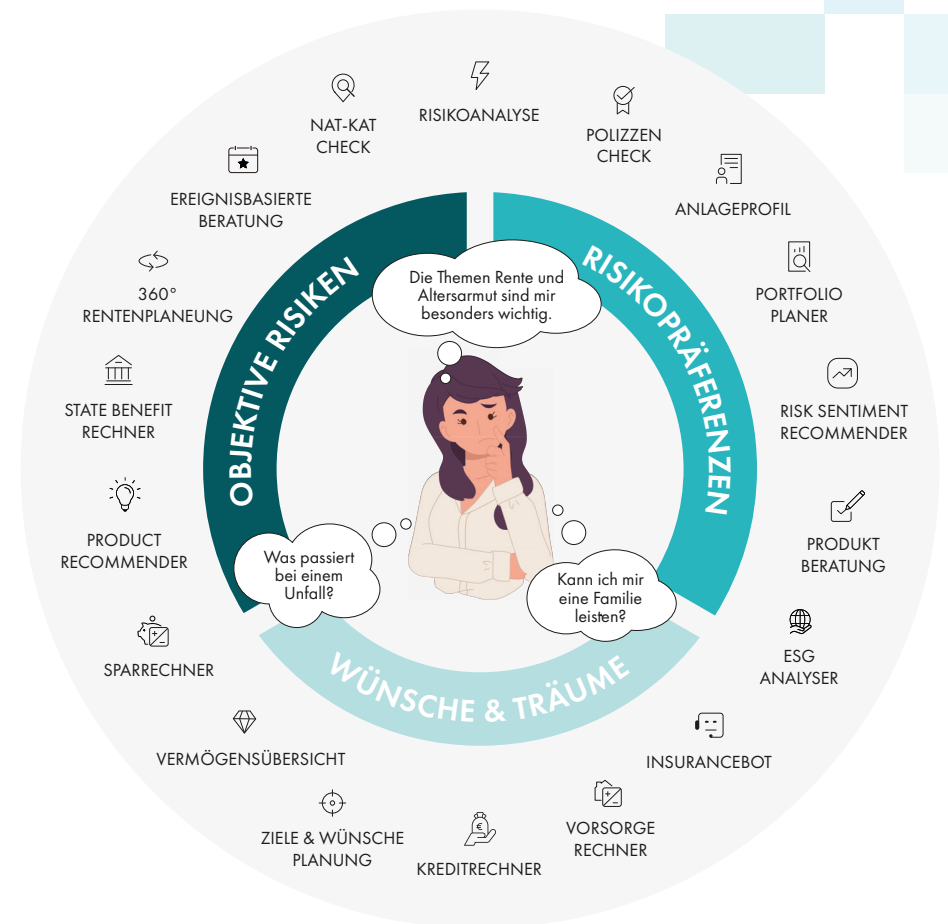 RISIKOANALYSE
POLIZZEN
CHECK
ANLAGEPROFIL
PORTFOLIO
PLANER
RISK SENTIMENT
RECOMMENDER
PRODUKT
BERATUNG
ESG
ANALYSER
INSURANCEBOT
VORSORGE
RECHNER
KREDITRECHNER
ZIELE & WÜNSCHE
PLANUNG
VERMÖGENSÜBERSICHT
SPARRECHNER
PRODUCT
RECOMMENDER
STATE BENEFIT
RECHNER
360°
RENTENPLANEUNG
EREIGNISBASIERTE
BERATUNG
NAT-KAT
CHECK
OBJEKTIVE RISIKEN
RISIKOPRÄFERENZEN
WÜNSCHE & TRÄUME
Die Themen Rente und
Altersarmut sind mir
besonders wichtig.
Was passiert
bei einem
Unfall?
Kann ich mir
eine Familie
leisten?